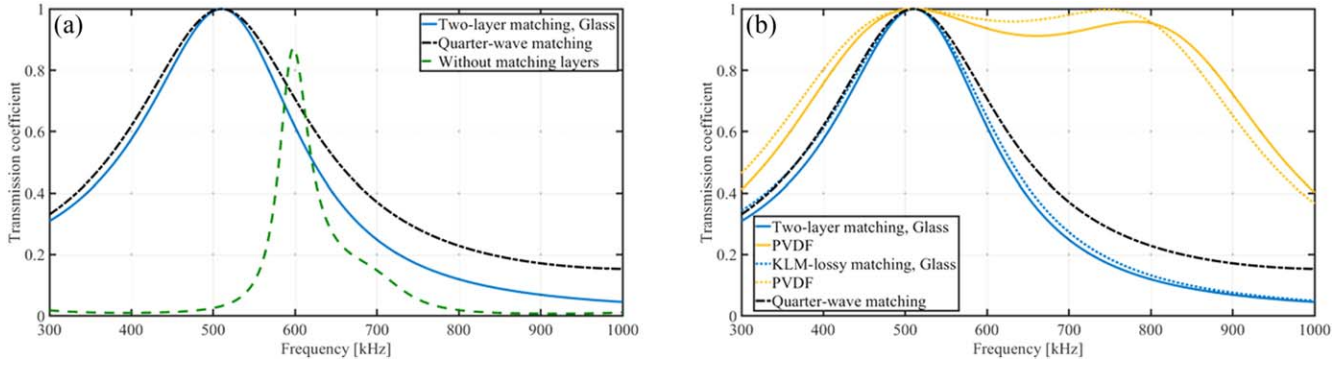 (a)
Two-layer matching, Glass
Quarter-wave matching
Without matching layers
Transmission coefficient
1
0.8
0.6
0.4
0.2
0
300 400 500 600 700 800 900 1000
Frequency [kHz]
(b)
Transmission coefficient
1
0.8
0.6
0.4
0.2
0
Two-layer matching, Glass
PVDF
KLM-lossy matching, Glass
PVDF
Quarter-wave matching
300 400 500 600 700 800 900 1000
Frequency [kHz]